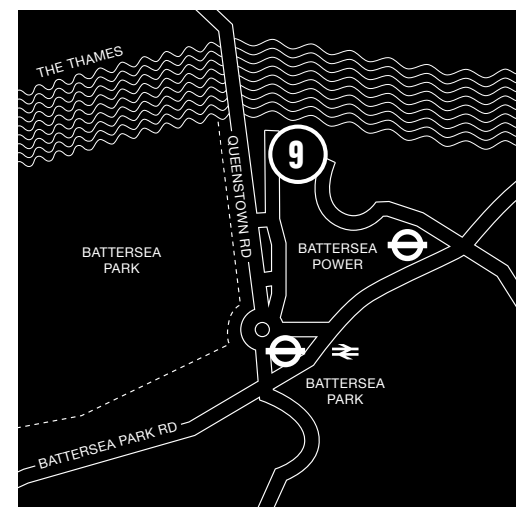 THE THAMES
QUEENSTOWN RD
9
BATTERSEA
PARK
BATTERSEA
POWER
BATTERSEA
PARK
BATTERSEA PARK RD